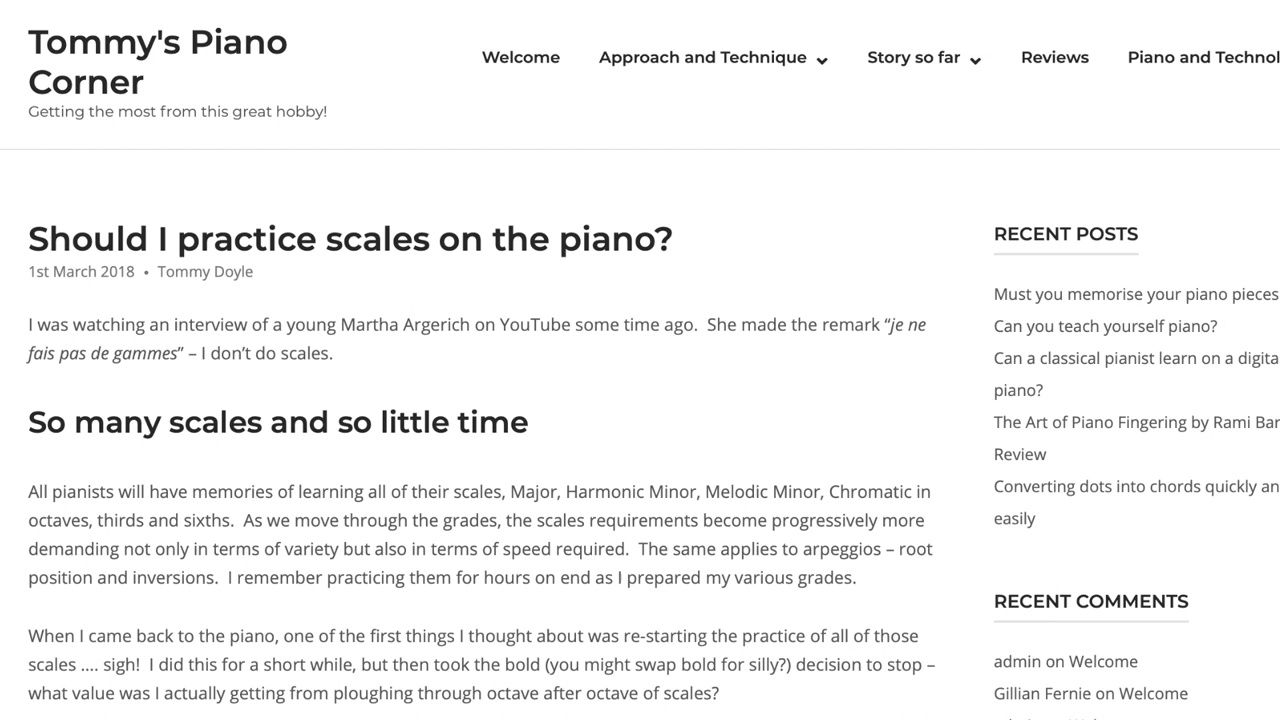 Tommy's Piano
Corner
Getting the most from this great hobby!
Welcome
Approach and Technique
Story so far
Reviews
Piano and
Should I practice scales on the piano?
1st March 2018 • Tommy Doyle
I was watching an interview of a young Martha Argerich on YouTube some time ago.  She made the remark “je ne
fais pas de gammes” – I don’t do scales.
So many scales and so little time
All pianists will have memories of learning all of their scales, Major, Harmonic Minor, Melodic Minor, Chromatic in
octaves, thirds and sixths.  As we move through the grades, the scales requirements become progressively more
demanding not only in terms of variety but also in terms of speed required.  The same applies to arpeggios – root
position and inversions.  I remember practicing them for hours on end as I prepared my various grades.
When I came back to the piano, one of the first things I thought about was re-starting the practice of all of those
scales …. sigh!  I did this for a short while, but then took the bold (you might swap bold for silly?) decision to stop –
what value was I actually getting from ploughing through octave after octave of scales?
RECENT POSTS
Must you memorise your piano pieces
Can you teach yourself piano?
Can a classical pianist learn on a
piano?
The Art of Piano Fingering by Rami
Review
Converting dots into chords quickly
easily
RECENT COMMENTS
admin on Welcome
Gillian Fernie on Welcome